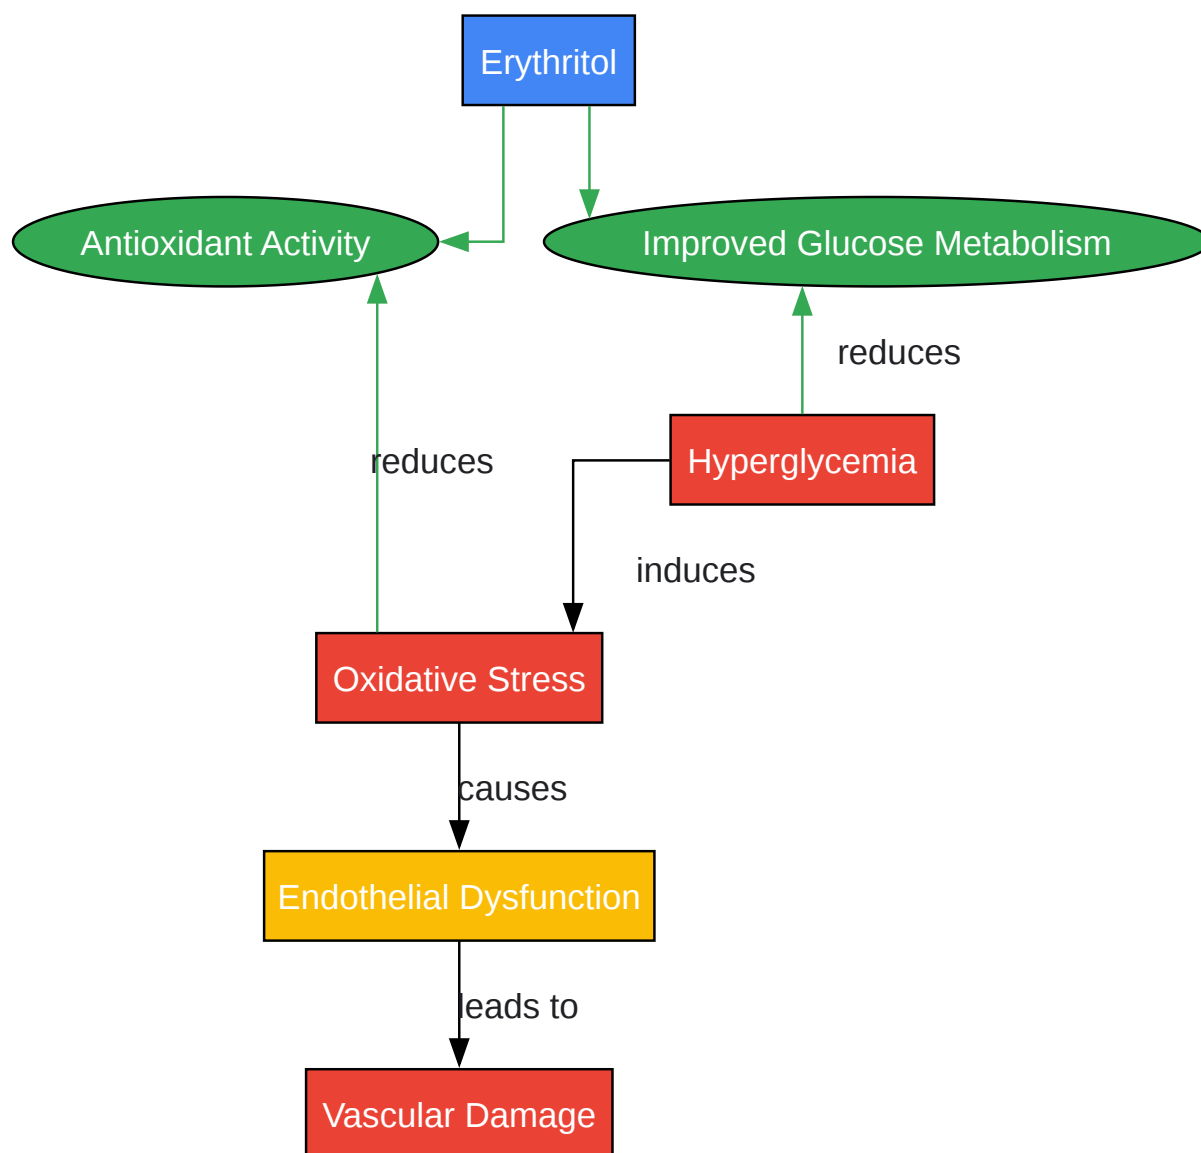 Erythritol
Antioxidant Activity
Improved Glucose Metabolism
reduces
Hyperglycemia
reduces
induces
Oxidative Stress
causes
Endothelial Dysfunction
leads to
Vascular Damage